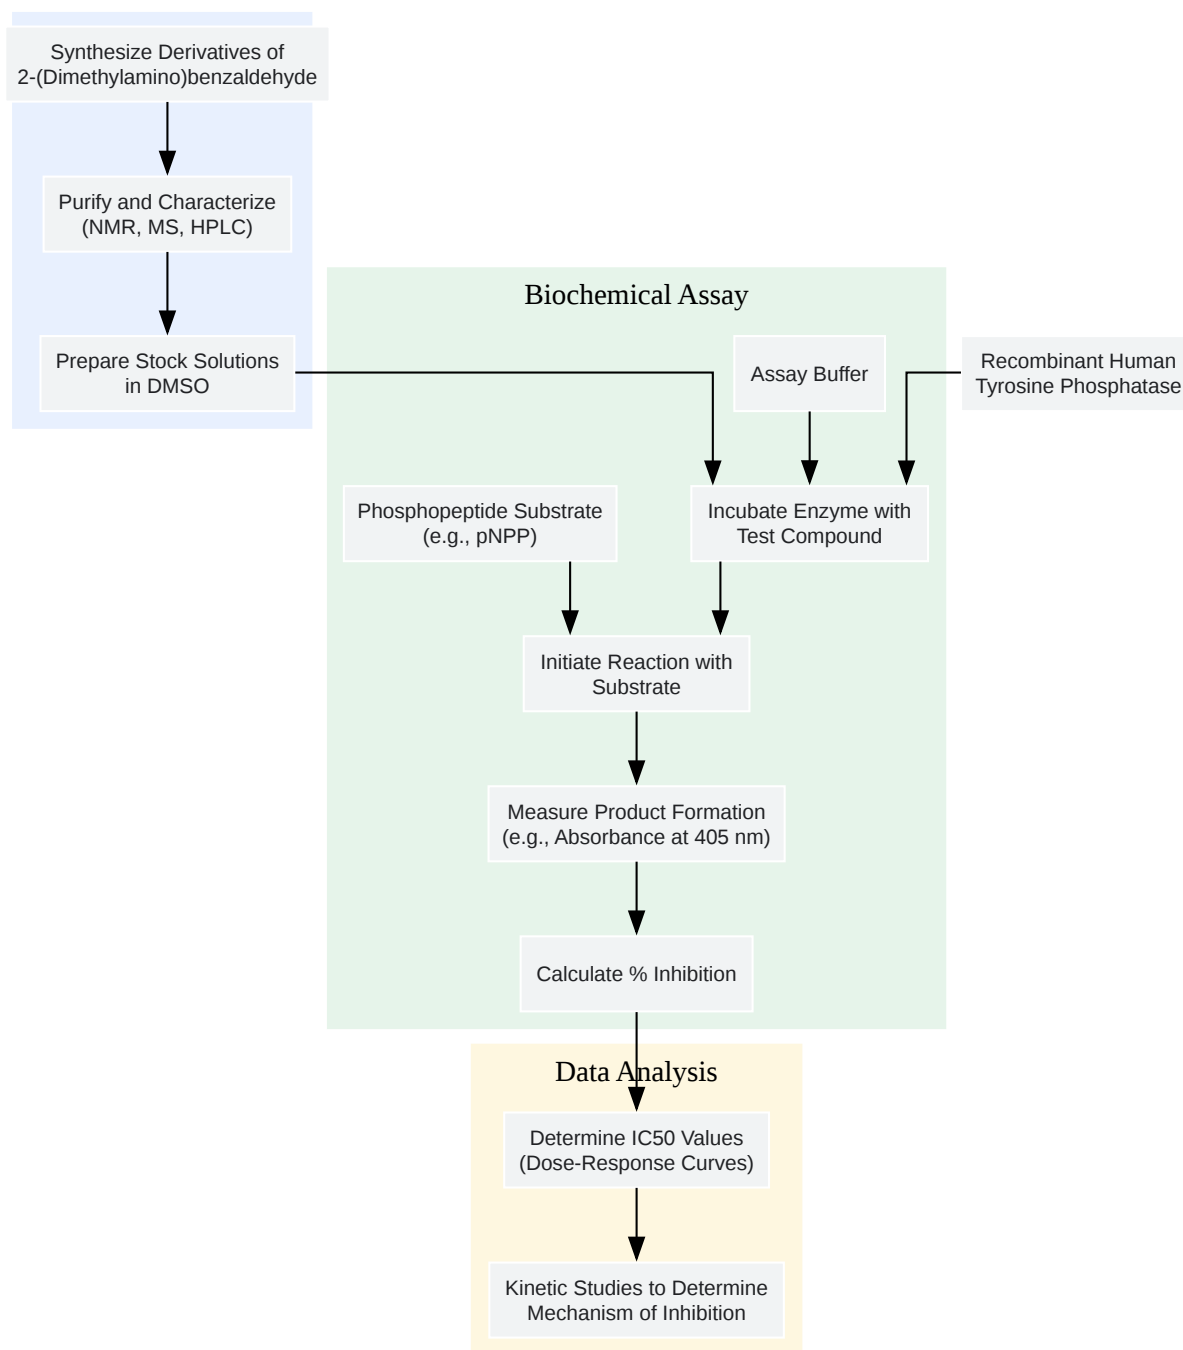 Synthesize Derivatives of
2-(Dimethylamino)benzaldehyde
Purify and Characterize
(NMR, MS, HPLC)
Prepare Stock Solutions
in DMSO
Biochemical Assay
Assay Buffer
Recombinant Human
Tyrosine Phosphatase
Phosphopeptide Substrate
(e.g., pNPP)
Incubate Enzyme with
Test Compound
Initiate Reaction with
Substrate
Measure Product Formation
(e.g., Absorbance at 405 nm)
Calculate % Inhibition
Data Analysis
Determine IC50 Values
(Dose-Response Curves)
Kinetic Studies to Determine
Mechanism of Inhibition